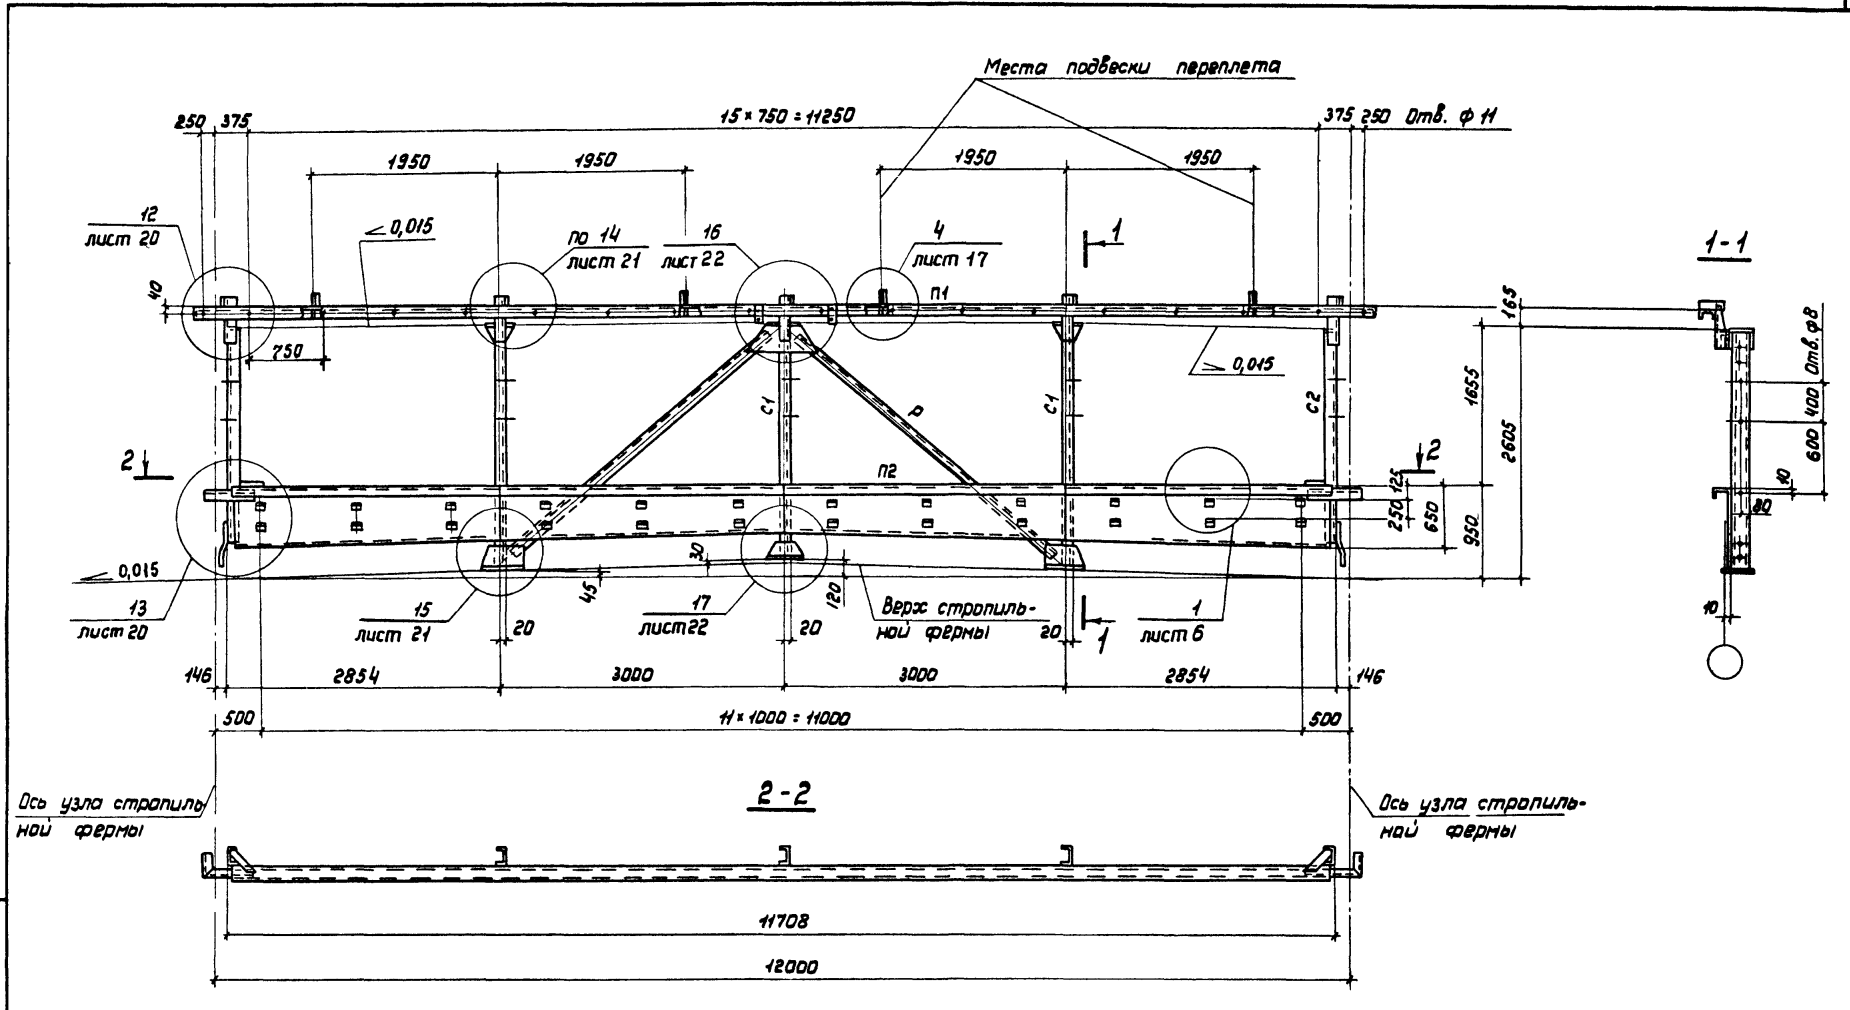 Места подвески переплета
250 375 15 × 750 = 11250 375 250 Отв. ф 11
1950 1950 1950 1950
12
лист 20
0,015
по 14
лист 21
16
лист 22
4
лист 17
1
1-1
40
П1
165
750
0,015
С1
Р
С1
С2
1655
2605
400 Отв. ф8
600
2
П2
2
125
250
650
950
10
80
10
0,015
13
лист 20
15
лист 21
45
20
17
лист 22
30
20
120
Верх стропиль-
ной фермы
20
1
1
лист 6
146 2854 3000 3000 2854 146
500 11 × 1000 = 11000 500
Ось узла стропиль
ной фермы
2-2
Ось узла стропиль-
ной фермы
11708
12000